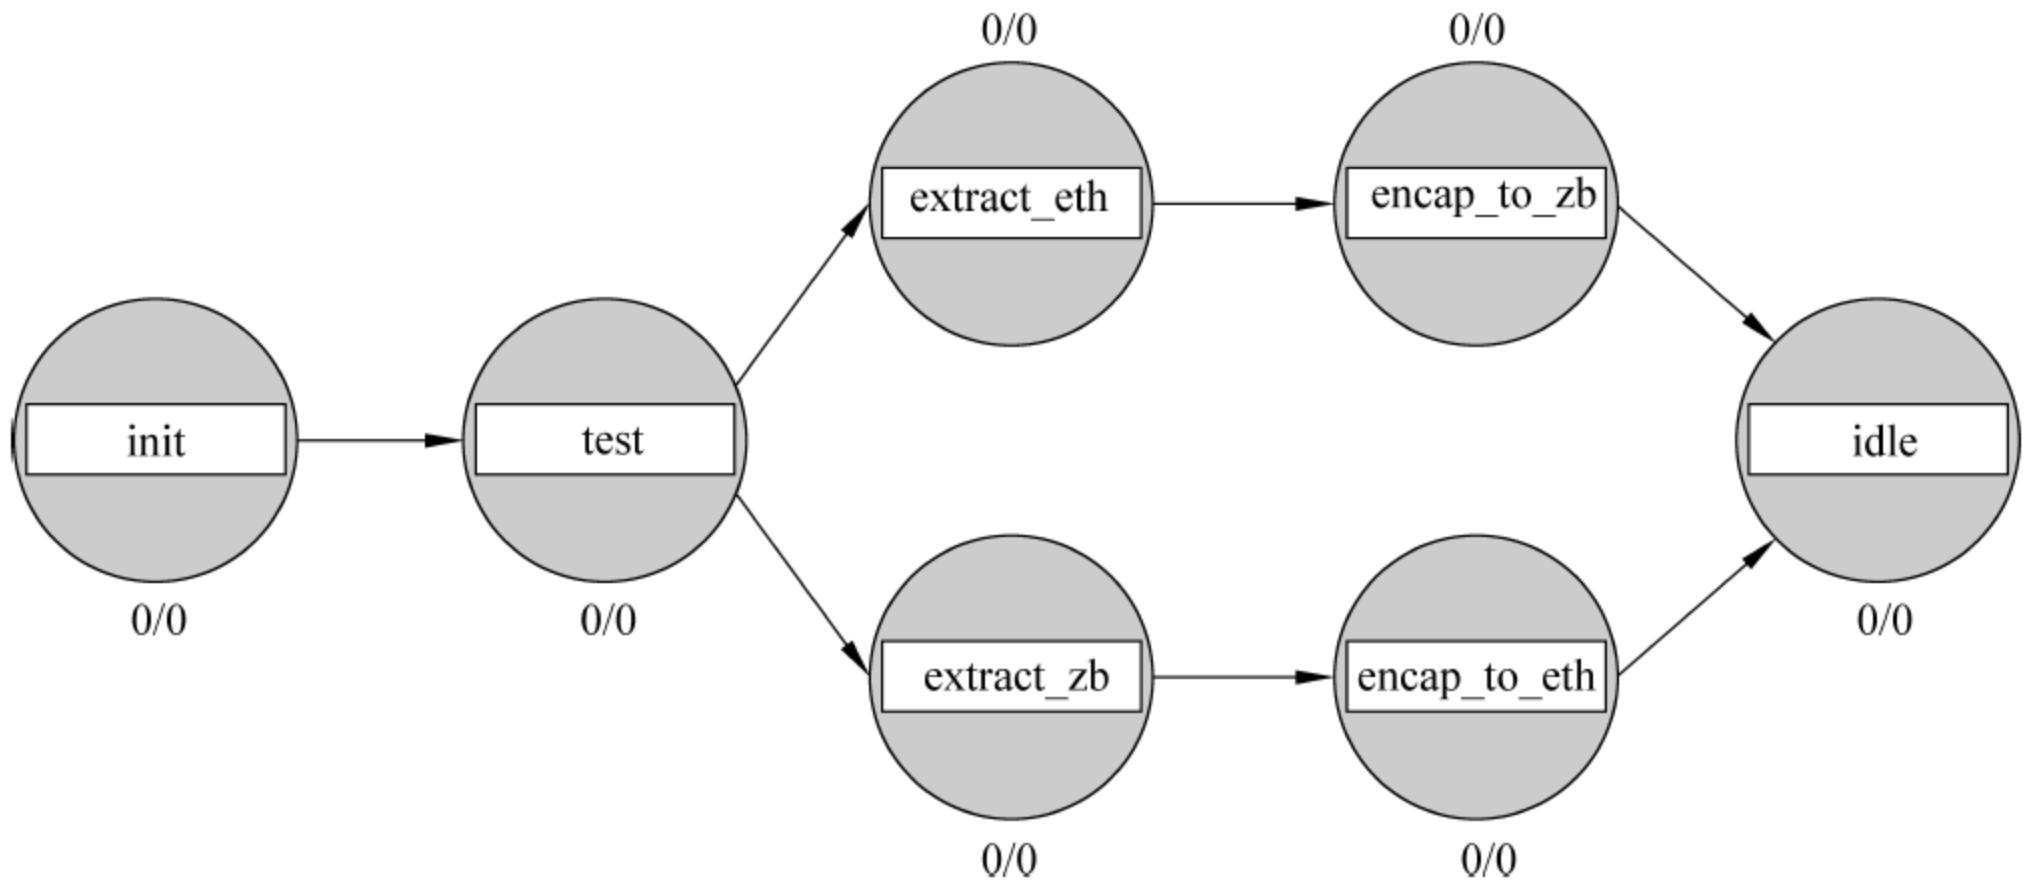 0/0
0/0
extract_eth
encap_to_zb
init
test
idle
0/0
0/0
0/0
extract_zb
encap_to_eth
0/0
0/0